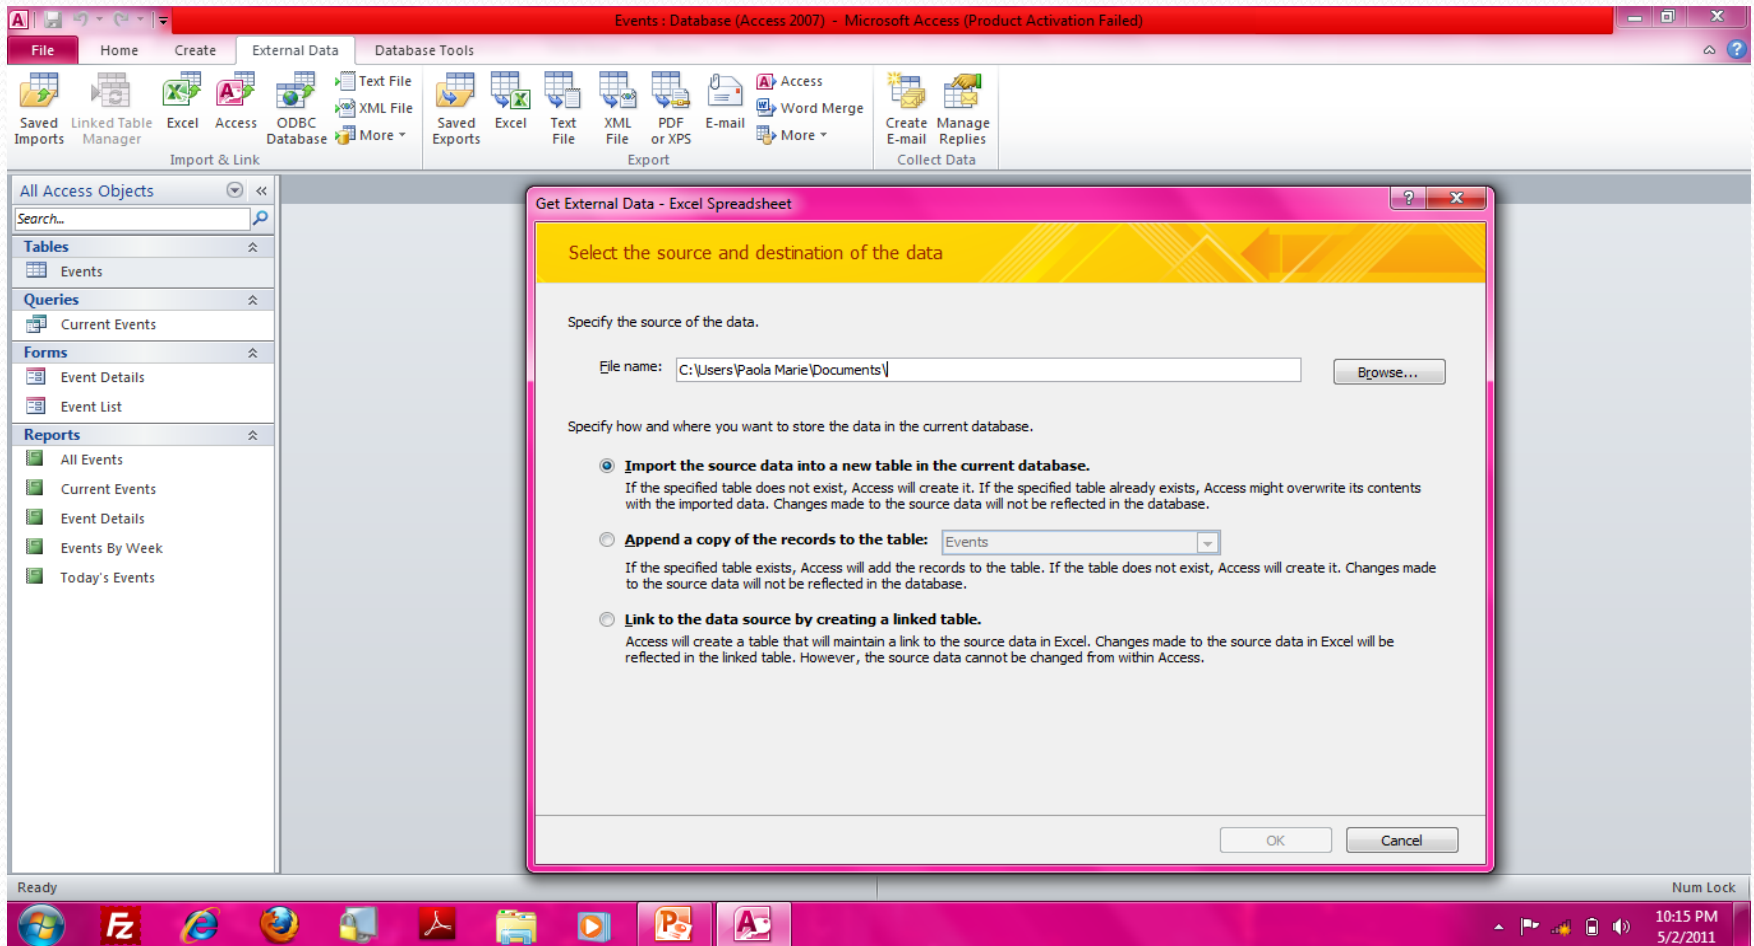 Events : Database (Access 2007) - Microsoft Access (Product Activation Failed)
File Home Create External Data Database Tools
Saved Imports
Linked Table Manager
Excel
Access
ODBC Database
Text File
XML File
More
Import & Link
Saved Exports
Excel
Text File
XML File
PDF or XPS
E-mail
Access
Word Merge
More
Export
Create E-mail
Manage Replies
Collect Data
All Access Objects
Search...
Tables
Events
Queries
Current Events
Forms
Event Details
Event List
Reports
All Events
Current Events
Event Details
Events By Week
Today's Events
Get External Data - Excel Spreadsheet
Select the source and destination of the data
Specify the source of the data.
File name: C:\Users\Paola Marie\Documents\
Browse...
Specify how and where you want to store the data in the current database.
Import the source data into a new table in the current database.
If the specified table does not exist, Access will create it. If the specified table already exists, Access might overwrite its contents
with the imported data. Changes made to the source data will not be reflected in the database.
Append a copy of the records to the table: Events
If the specified table exists, Access will add the records to the table. If the table does not exist, Access will create it. Changes made
to the source data will not be reflected in the database.
Link to the data source by creating a linked table.
Access will create a table that will maintain a link to the source data in Excel. Changes made to the source data in Excel will be
reflected in the linked table. However, the source data cannot be changed from within Access.
OK Cancel
Ready Num Lock
10:15 PM
5/2/2011